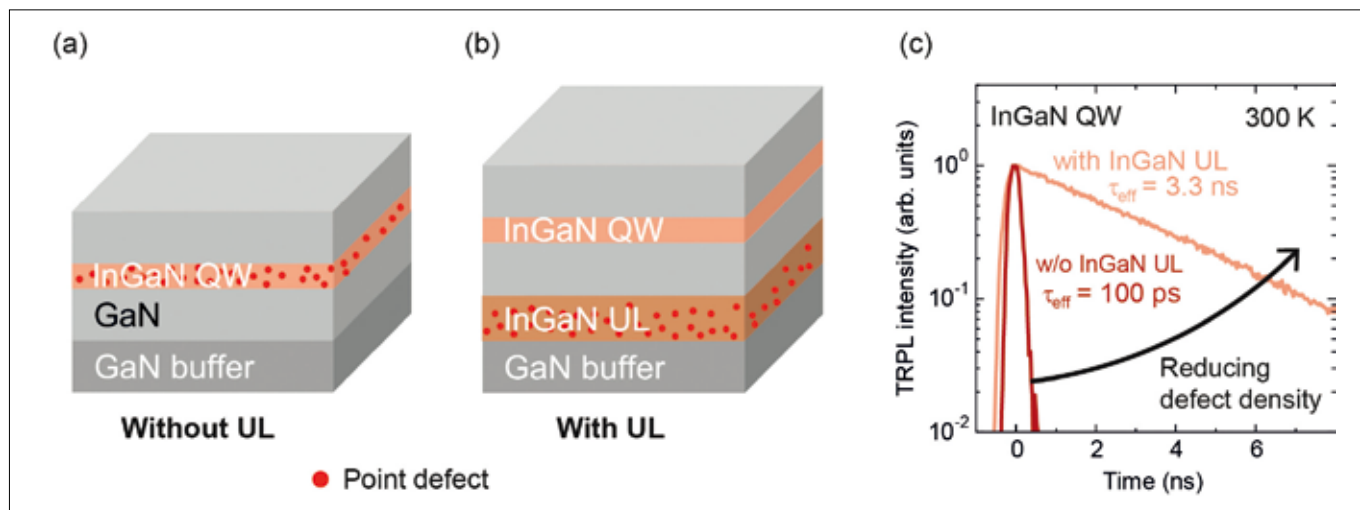 (a)
InGaN QW
GaN
GaN buffer
Without UL
(b)
InGaN QW
InGaN UL
GaN buffer
With UL
Point defect
(c)
InGaN QW
300 K
with InGaN UL
τeff = 3.3 ns
w/o InGaN UL
τeff = 100 ps
Reducing
defect density
TRPL intensity (arb. units)
10⁰
10⁻¹
10⁻²
0 2 4 6
Time (ns)